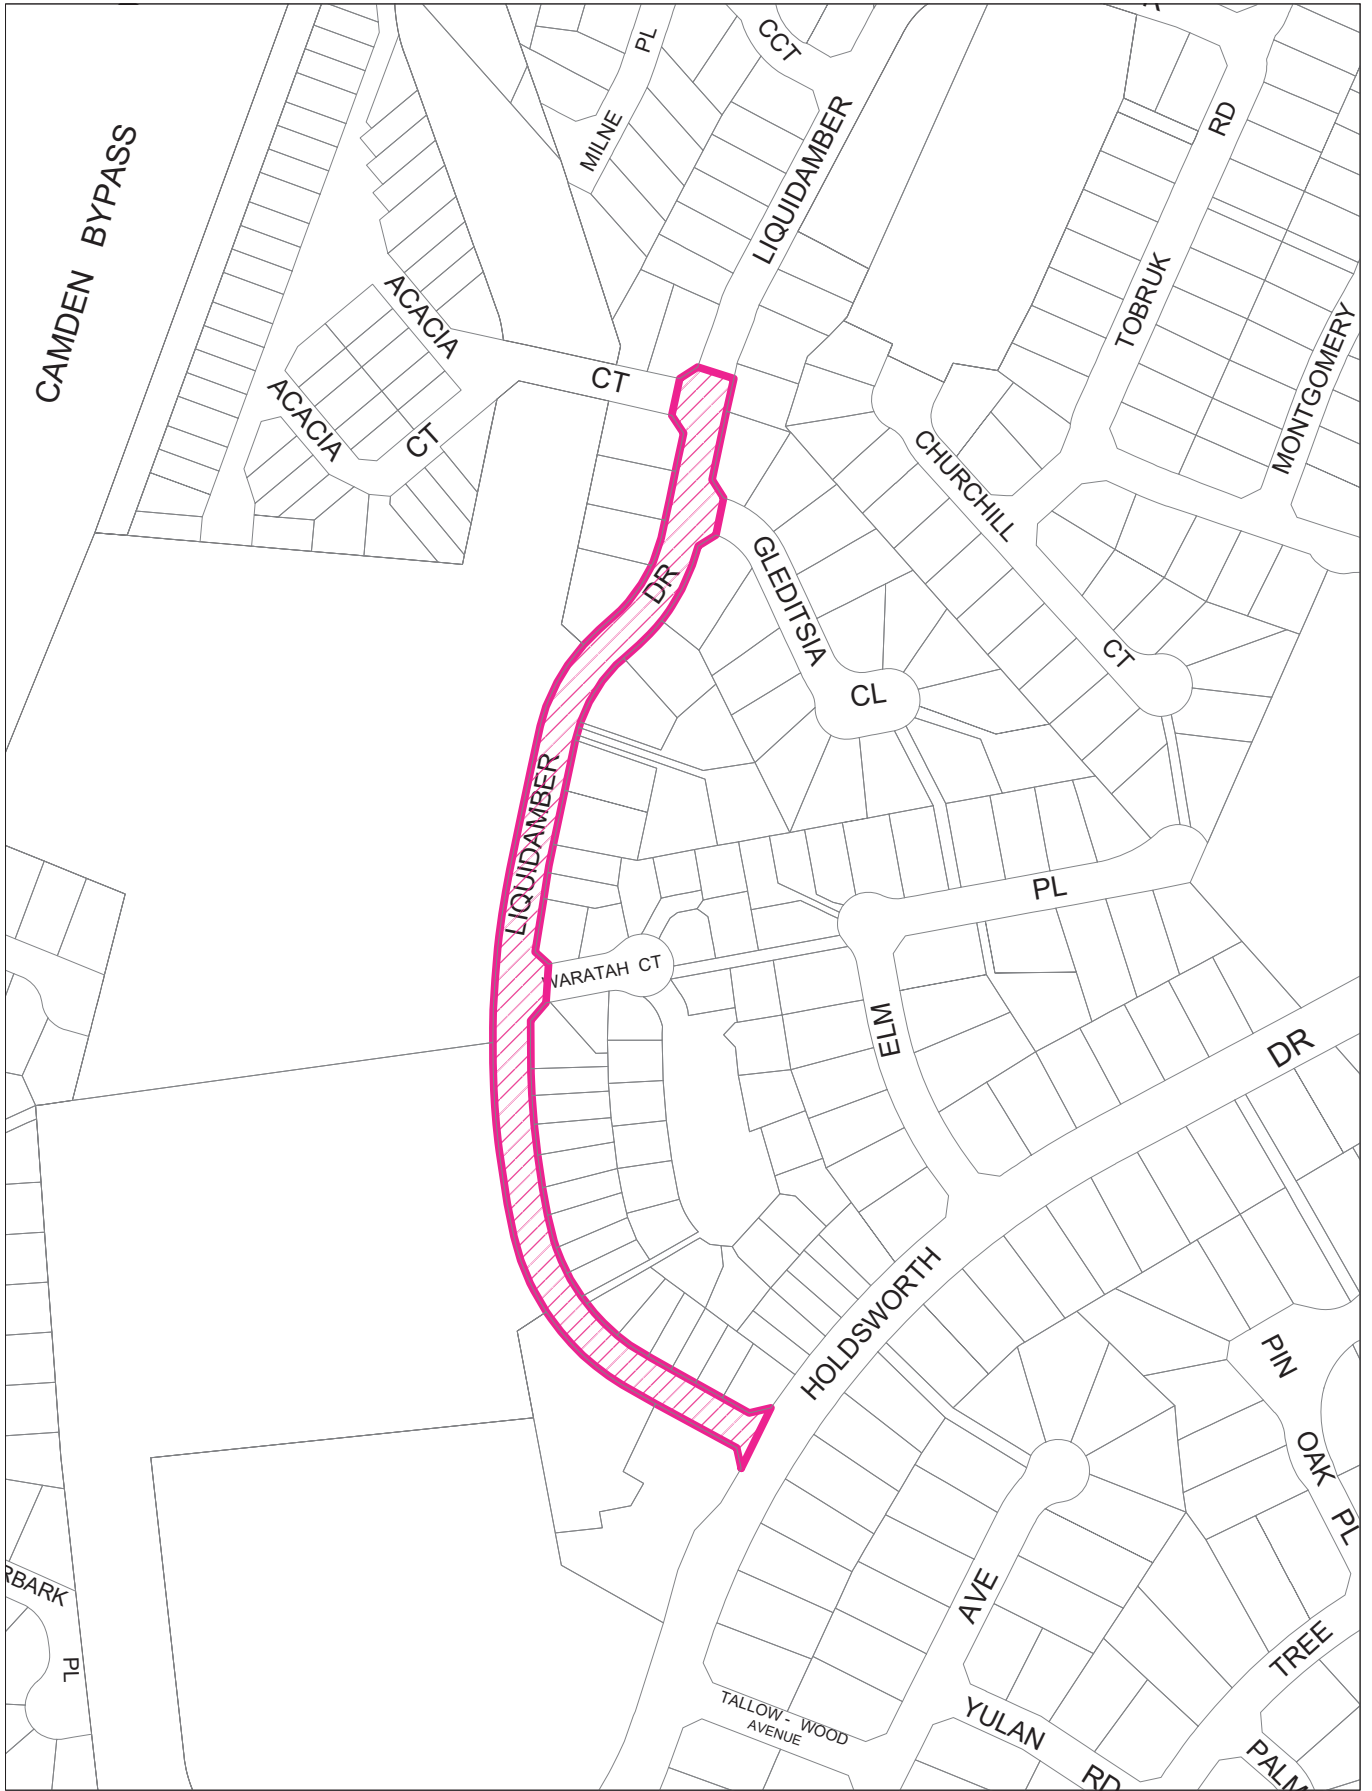 CCT
PL
MILNE
LIQUIDAMBER
RD
TOBRUK
MONTGOMERY
CAMDEN BYPASS
ACACIA
CT
ACACIA
CT
CHURCHILL
CT
DR
GLEDITSIA
CL
LIQUIDAMBER
PL
WARATAH CT
ELM
DR
HOLDSWORTH
PIN
OAK
PL
RBARK
PL
AVE
TREE
TALLOW - WOOD
AVENUE
YULAN
RD
PALM